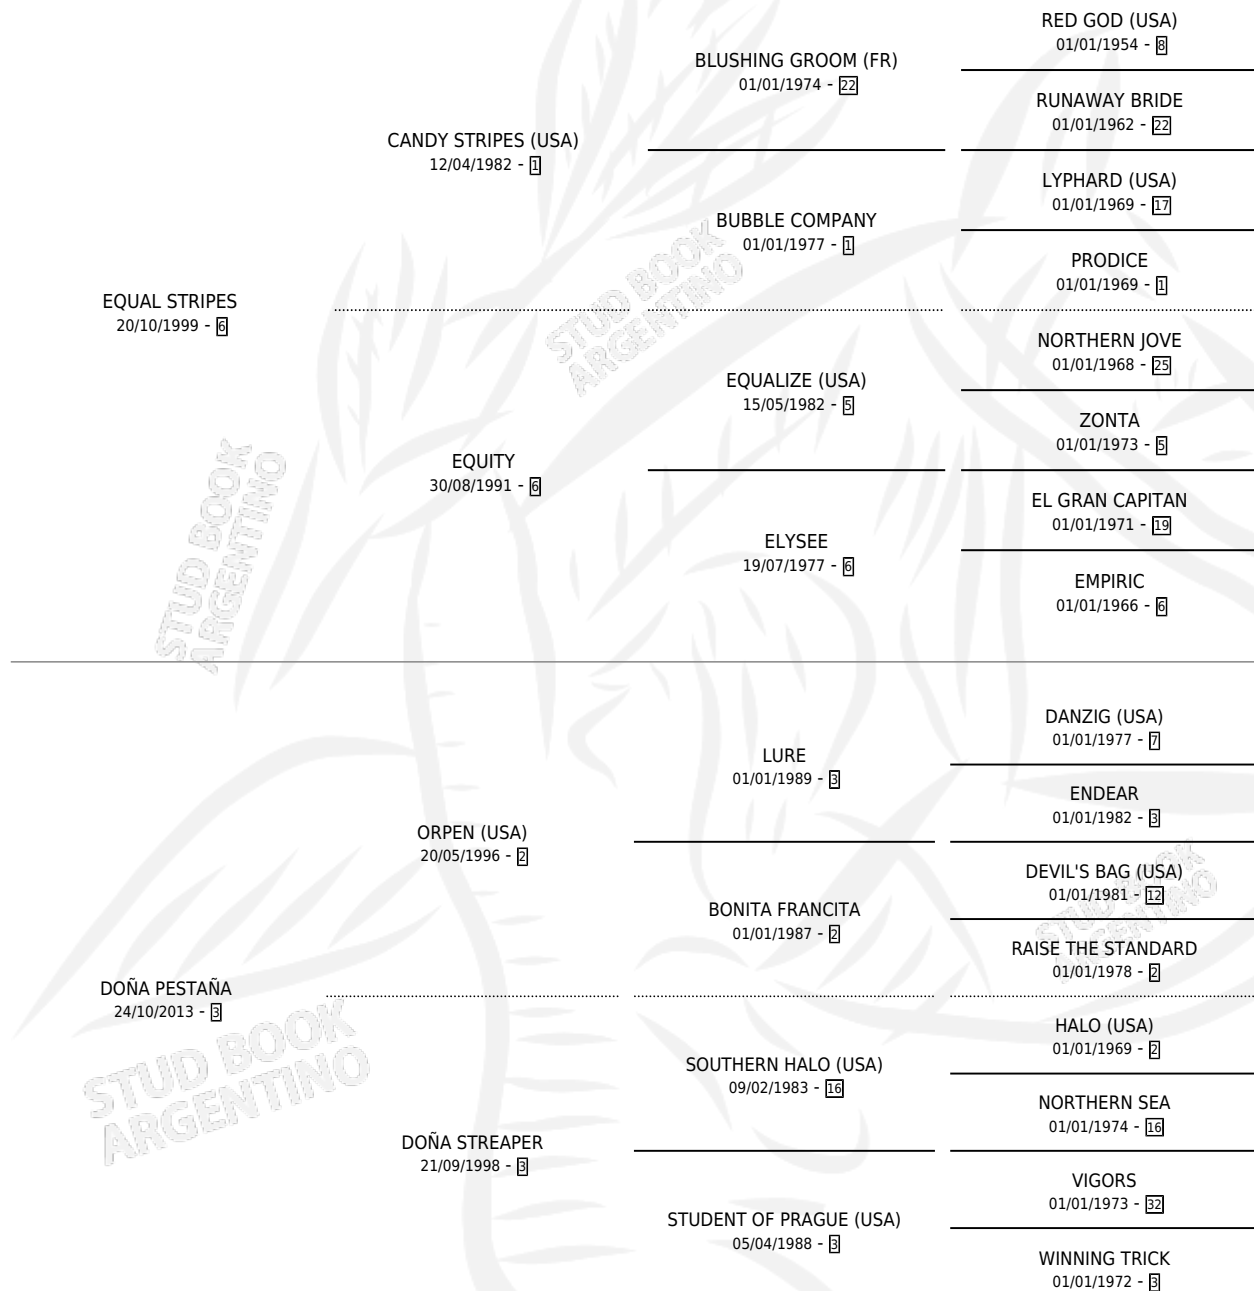 RED GOD (USA)
01/01/1954 - 8
BLUSHING GROOM (FR)
01/01/1974 - 22
RUNAWAY BRIDE
01/01/1962 - 22
CANDY STRIPES (USA)
12/04/1982 - 1
LYPHARD (USA)
01/01/1969 - 17
BUBBLE COMPANY
01/01/1977 - 1
PRODICE
01/01/1969 - 1
EQUAL STRIPES
20/10/1999 - 6
STUD BOOK
ARGENTINO
NORTHERN JOVE
01/01/1968 - 25
EQUALIZE (USA)
15/05/1982 - 5
ZONTA
01/01/1973 - 5
EQUITY
30/08/1991 - 6
EL GRAN CAPITAN
01/01/1971 - 19
ELYSEE
19/07/1977 - 6
EMPIRIC
01/01/1966 - 6
STUD BOOK
ARGENTINO
DANZIG (USA)
01/01/1977 - 7
LURE
01/01/1989 - 3
ENDEAR
01/01/1982 - 3
ORPEN (USA)
20/05/1996 - 2
DEVIL'S BAG (USA)
01/01/1981 - 12
STUD BOOK
ARGENTINO
BONITA FRANCITA
01/01/1987 - 2
RAISE THE STANDARD
01/01/1978 - 2
DOÑA PESTAÑA
24/10/2013 - 3
STUD BOOK
ARGENTINO
HALO (USA)
01/01/1969 - 2
SOUTHERN HALO (USA)
09/02/1983 - 16
NORTHERN SEA
01/01/1974 - 16
DOÑA STREAPER
21/09/1998 - 3
VIGORS
01/01/1973 - 32
STUDENT OF PRAGUE (USA)
05/04/1988 - 3
WINNING TRICK
01/01/1972 - 3